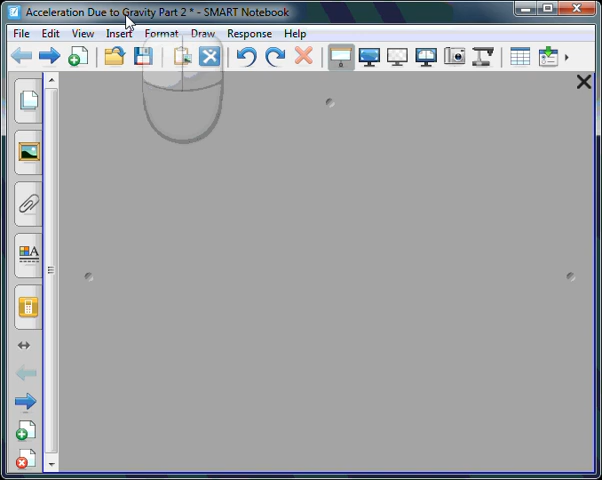 Acceleration Due to Gravity Part 2 * - SMART Notebook
File Edit View Insert Format Draw Response Help